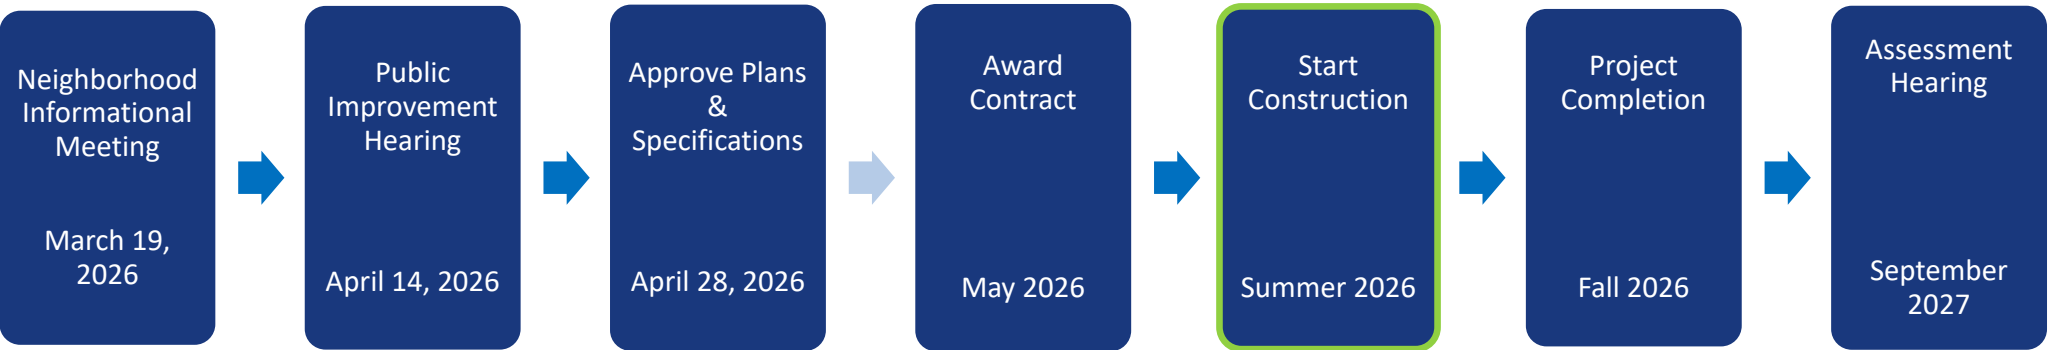 Neighborhood
Informational
Meeting
March 19,
2026
Public
Improvement
Hearing
April 14, 2026
Approve Plans
&
Specifications
April 28, 2026
Award
Contract
May 2026
Start
Construction
Summer 2026
Project
Completion
Fall 2026
Assessment
Hearing
September
2027